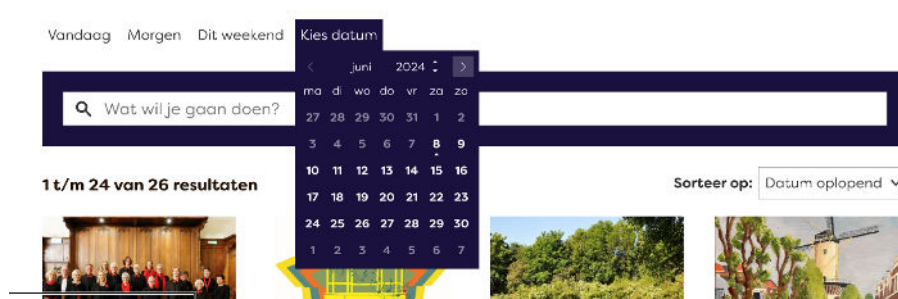 Vandaag Morgen Dit weekend Kies datum
juni 2024
ma di wo do vr za zo
Wat wil je gaan doen?
27 28 29 30 31 1 2
3 4 5 6 7 8 9
10 11 12 13 14 15 16
17 18 19 20 21 22 23
24 25 26 27 28 29 30
1 2 3 4 5 6 7
1 t/m 24 van 26 resultaten
Sorteer op: Datum oplopend